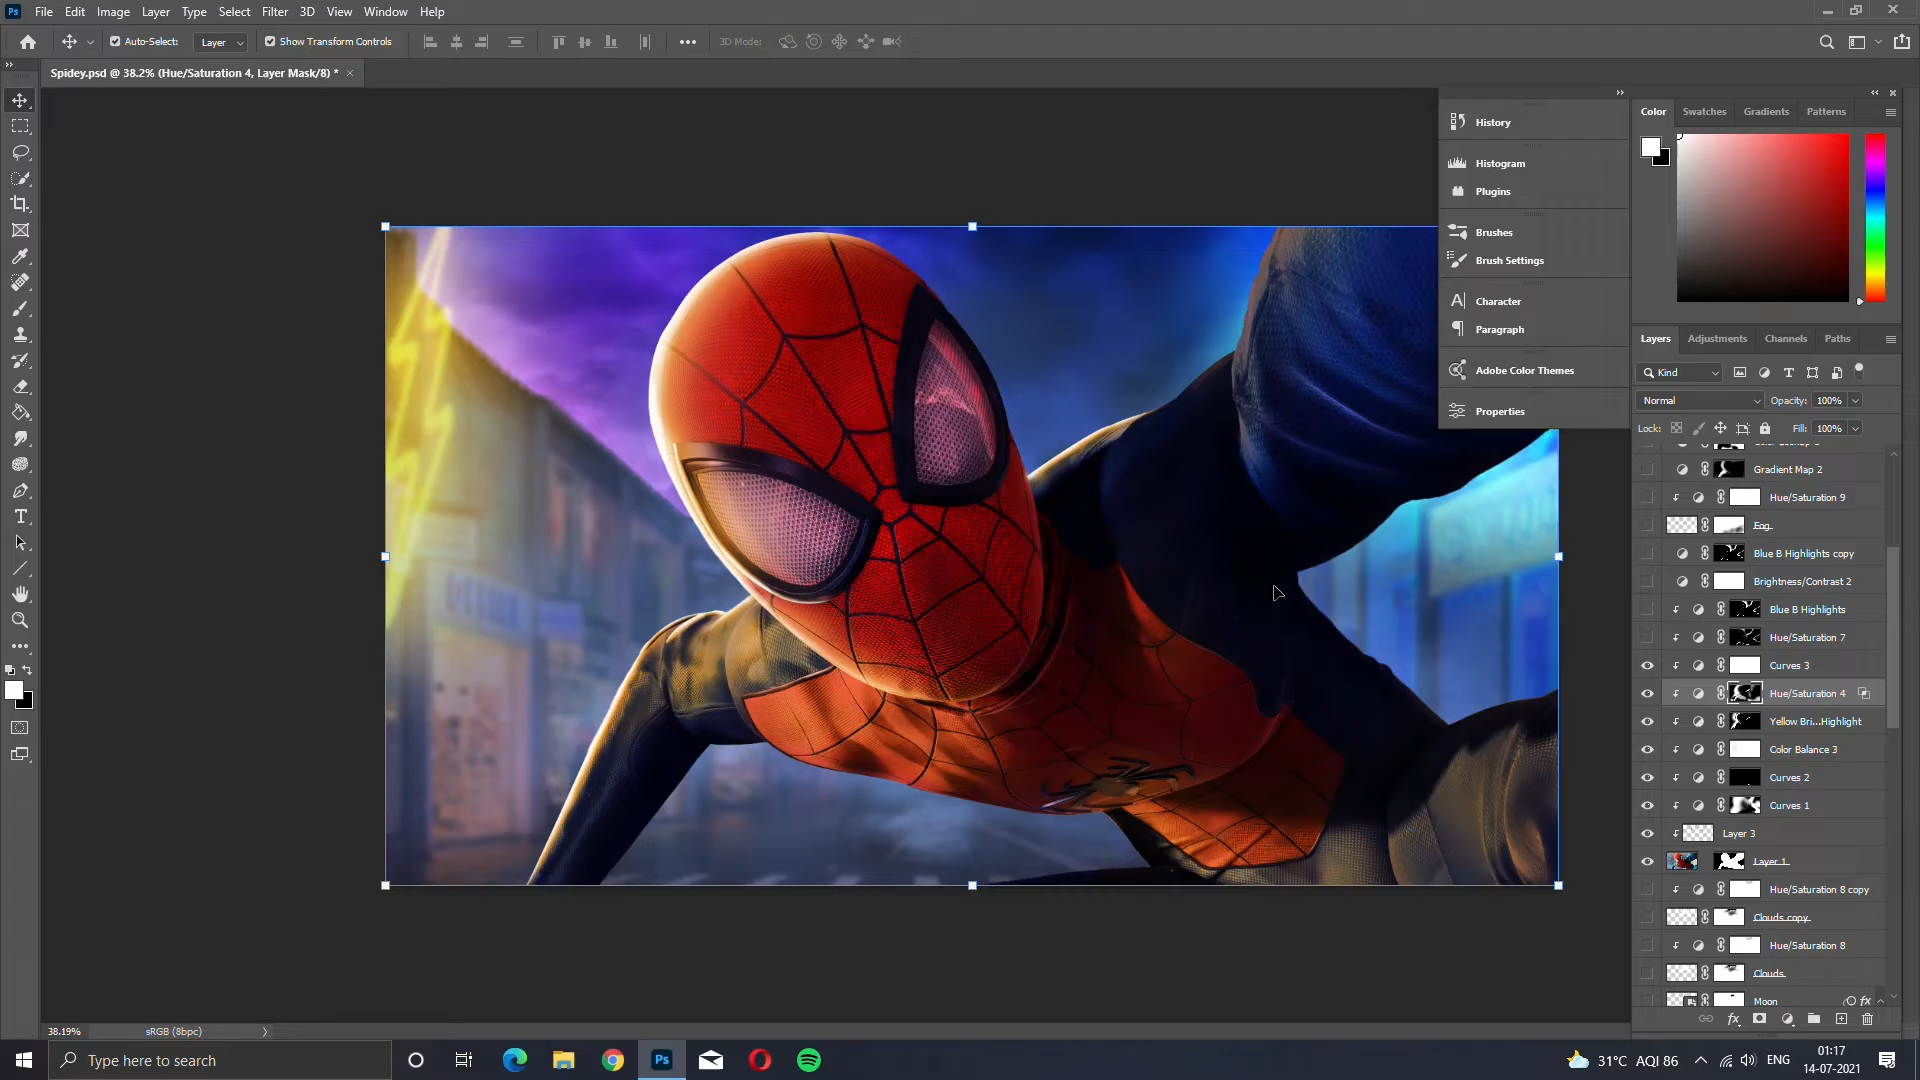 Ps File Edit Image Layer Type Select Filter 3D View Window Help
Auto-Select: Layer Show Transform Controls 3D Mode:
Spidey.psd @ 38.2% (Hue/Saturation 4, Layer Mask/8) *
History
Histogram
Plugins
Brushes
Brush Settings
Character
Paragraph
Adobe Color Themes
Properties
Color Swatches Gradients Patterns
Layers Adjustments Channels Paths
Kind
Normal Opacity: 100%
Lock: Fill: 100%
Gradient Map 2
Hue/Saturation 9
Fog
Blue B Highlights copy
Brightness/Contrast 2
Blue B Highlights
Hue/Saturation 7
Curves 3
Hue/Saturation 4
Yellow Bri...Highlight
Color Balance 3
Curves 2
Curves 1
Layer 3
Layer 1
Hue/Saturation 8 copy
Clouds copy
Hue/Saturation 8
Clouds
Moon fx
fx
38.19% sRGB (8bpc)
Type here to search
Ps
31°C AQI 86 ENG
01:17
14-07-2021